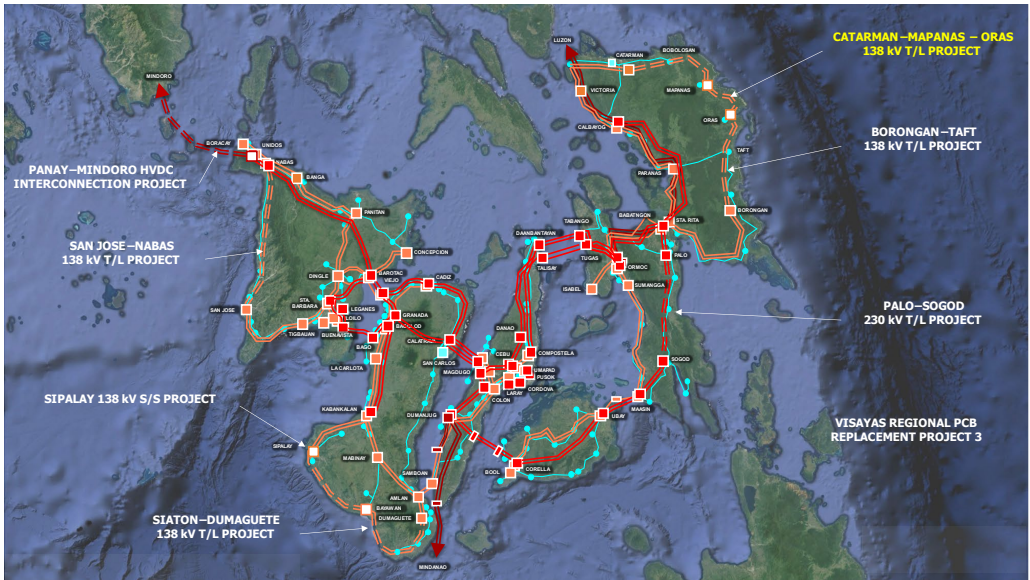 LUZON
CATARMAN
BOBOLOSAN
CATARMAN–MAPANAS – ORAS
138 kV T/L PROJECT
MINDORO
VICTORIA
MAPANAS
ORAS
CALBAYOG
BORONGAN–TAFT
138 kV T/L PROJECT
BORACAY
UNIDOS
NABAS
TAFT
PANAY–MINDORO HVDC
INTERCONNECTION PROJECT
BANGA
PARANAS
PANITAN
BORONGAN
BABATNGON
STA RITA
TABANGO
DAANBANTAYAN
SAN JOSE–NABAS
138 kV T/L PROJECT
CONCEPCION
TUGAS
PALO
TALISAY
ORMOC
DINGLE
BAROTAC
VIEJO
CADIZ
ISABEL
SUMANGGA
PALO–SOGOD
230 kV T/L PROJECT
STA.
BARBARA
LEGANES
SAN JOSE
ILOILO
GRANADA
TIGBAUAN
BUENAVISTA
BACOLOD
DANAO
BAGO
CALATRAVA
CEBU
COMPOSTELA
SAN CARLOS
LA CARLOTA
MAGDUGO
UMAPAD
PUSOK
CORDOVA
LARAY
COLON
SOGOD
SIPALAY 138 kV S/S PROJECT
KABANKALAN
DUMANJUG
UBAY
MAASIN
VISAYAS REGIONAL PCB
REPLACEMENT PROJECT 3
SIPALAY
MABINAY
SAMBOAN
BOOL
CORELLA
AMLAN
BAYAWAN
DUMAGUETE
SIATON–DUMAGUETE
138 kV T/L PROJECT
MINDANAO